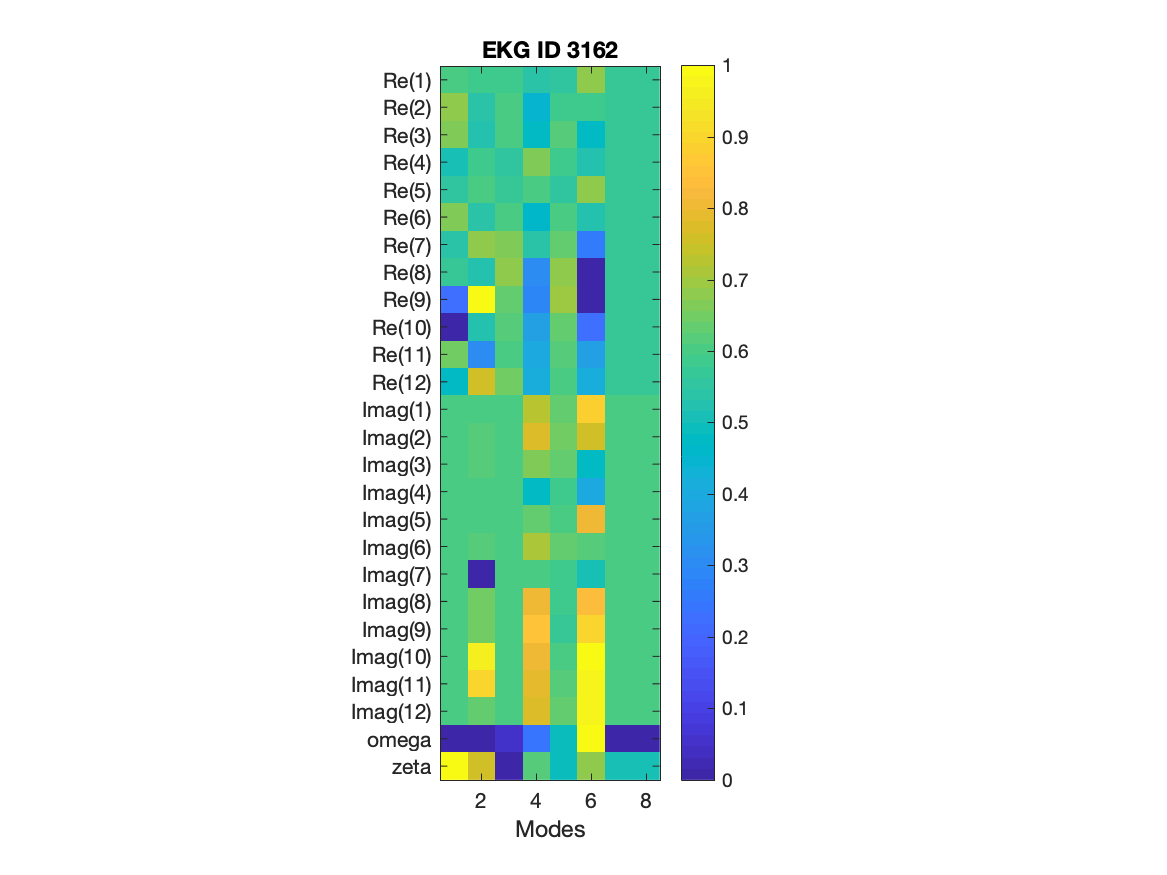 EKG ID 3162
Re(1)
Re(2)
Re(3)
Re(4)
Re(5)
Re(6)
Re(7)
Re(8)
Re(9)
Re(10)
Re(11)
Re(12)
Imag(1)
Imag(2)
Imag(3)
Imag(4)
Imag(5)
Imag(6)
Imag(7)
Imag(8)
Imag(9)
Imag(10)
Imag(11)
Imag(12)
omega
zeta
2 4 6 8
Modes
1
0.9
0.8
0.7
0.6
0.5
0.4
0.3
0.2
0.1
0